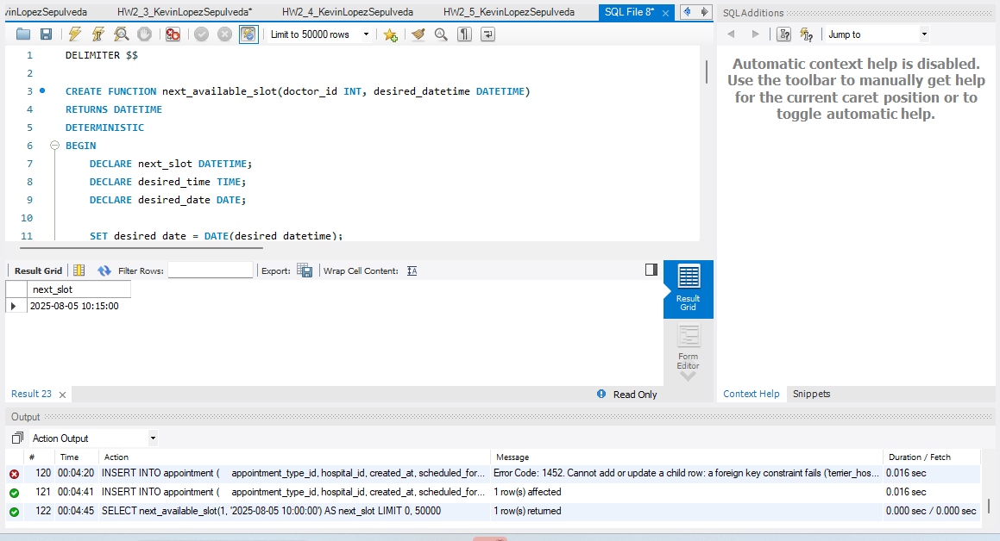 vinLopezSepulveda HW2_3_KevinLopezSepulveda* HW2_4_KevinLopezSepulveda HW2_5_KevinLopezSepulveda SQL File 8* SQLAdditions
Limit to 50000 rows Jump to
1 DELIMITER $$
2
3 CREATE FUNCTION next_available_slot(doctor_id INT, desired_datetime DATETIME)
4 RETURNS DATETIME
5 DETERMINISTIC
6 BEGIN
7 DECLARE next_slot DATETIME;
8 DECLARE desired_time TIME;
9 DECLARE desired_date DATE;
10
11 SET desired_date = DATE(desired_datetime);
Automatic context help is disabled.
Use the toolbar to manually get help
for the current caret position or to
toggle automatic help.
Result Grid Filter Rows: Export: Wrap Cell Content:
next_slot
2025-08-05 10:15:00
Result
Grid
Form
Editor
Result 23 Read Only Context Help Snippets
Output
Action Output
# Time Action Message Duration / Fetch
120 00:04:20 INSERT INTO appointment ( appointment_type_id, hospital_id, created_at, scheduled_for... Error Code: 1452. Cannot add or update a child row: a foreign key constraint fails ('terrier_hos... 0.016 sec
121 00:04:41 INSERT INTO appointment ( appointment_type_id, hospital_id, created_at, scheduled_for... 1 row(s) affected 0.016 sec
122 00:04:45 SELECT next_available_slot(1, '2025-08-05 10:00:00') AS next_slot LIMIT 0, 50000 1 row(s) returned 0.000 sec / 0.000 sec